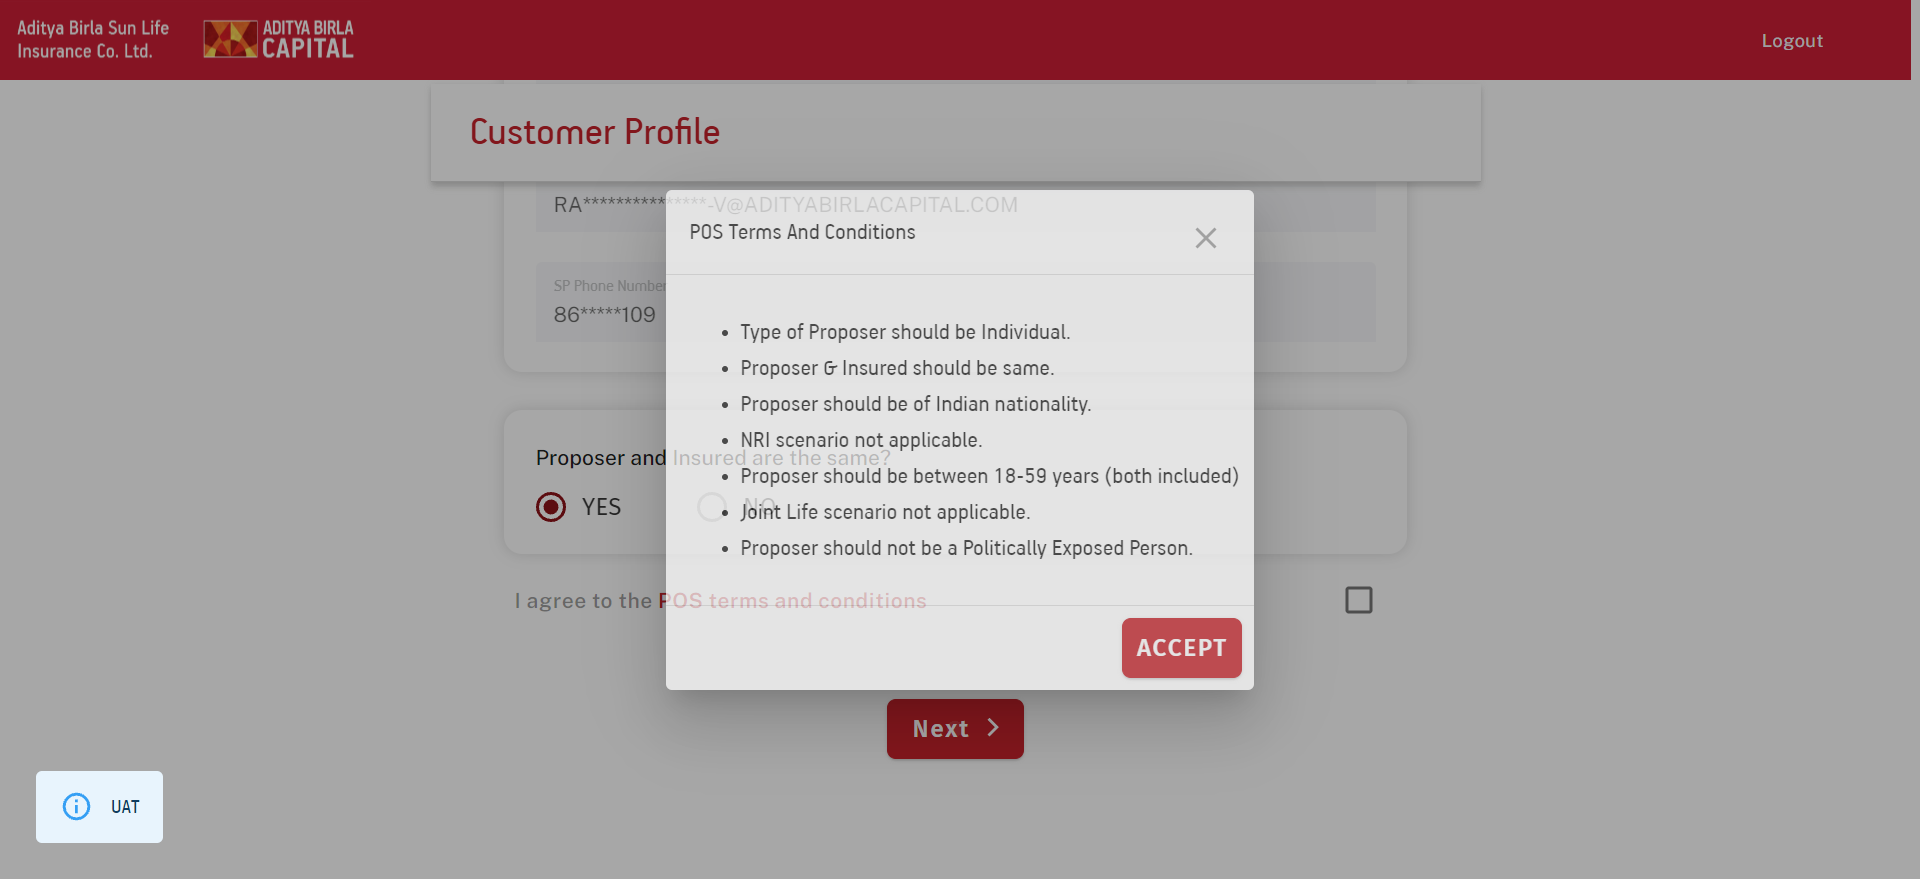 Aditya Birla Sun Life
Insurance Co. Ltd.
ADITYA BIRLA
CAPITAL
Logout
Customer Profile
RA***************-V@ADITYABIRLACAPITAL.COM
POS Terms And Conditions
SP Phone Number
86*****109
• Type of Proposer should be Individual.
• Proposer & Insured should be same.
• Proposer should be of Indian nationality.
• NRI scenario not applicable.
Proposer and Insured are the same?
• Proposer should be between 18-59 years (both included)
YES
NO
• Joint Life scenario not applicable.
• Proposer should not be a Politically Exposed Person.
I agree to the POS terms and conditions
ACCEPT
Next
UAT